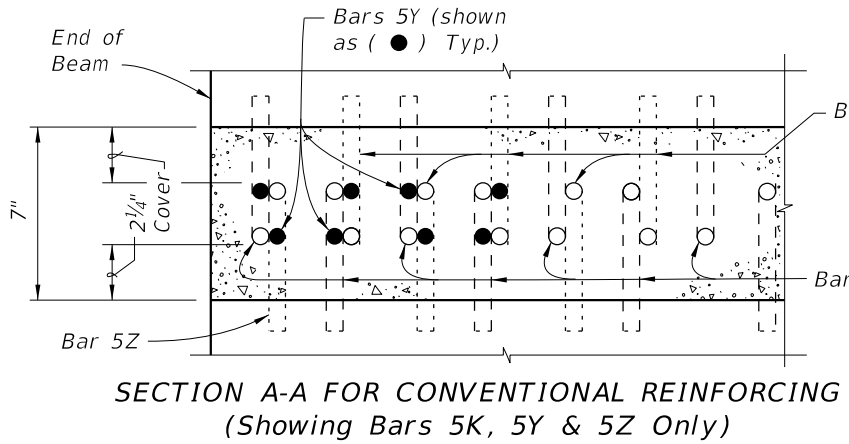 Bars 5Y (shown
as ( ● ) Typ.)
End of
Beam
B
7"
2¼"
Cover
Bar
Bar 5Z
SECTION A-A FOR CONVENTIONAL REINFORCING
(Showing Bars 5K, 5Y & 5Z Only)